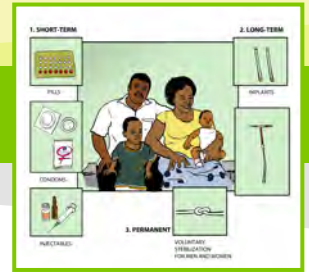 1. SHORT-TERM
2. LONG-TERM
PILLS
IMPLANTS
CONDOMS
INJECTABLES
3. PERMANENT
VOLUNTARY
STERILIZATION
FOR MEN AND WOMEN